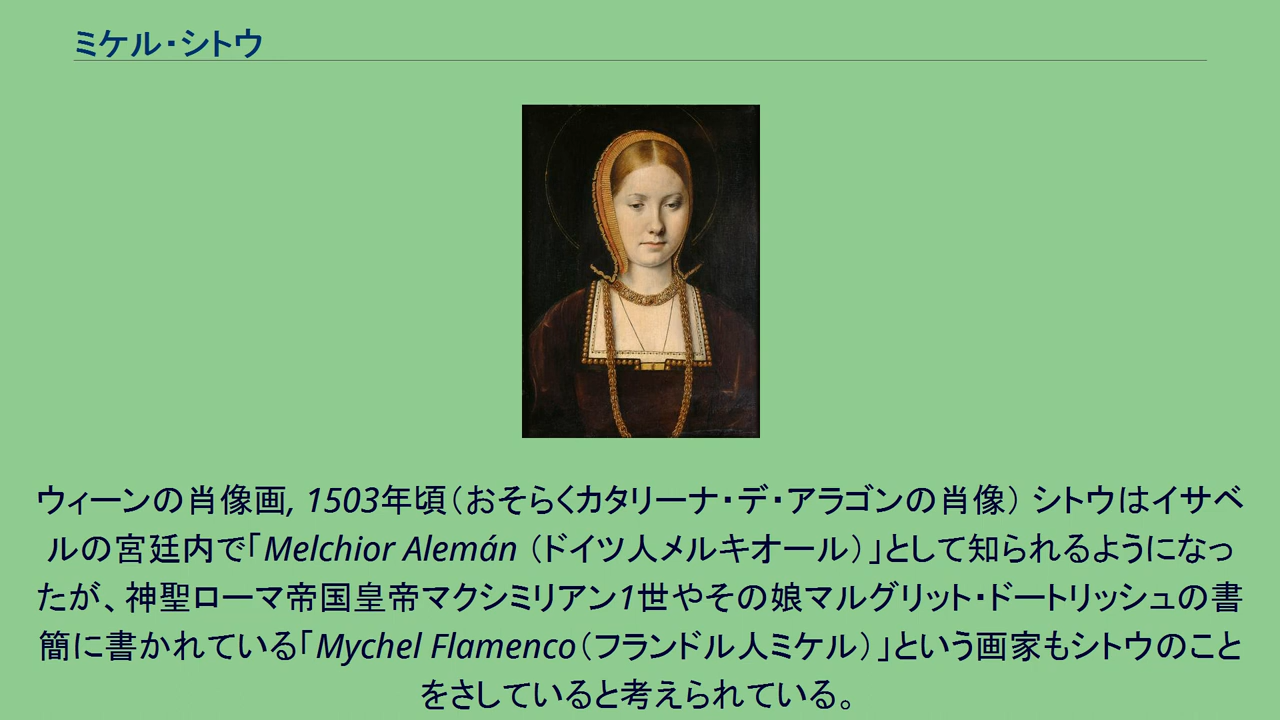 ミケル・シトウ
ウィーンの肖像画, 1503年頃（おそらくカタリーナ・デ・アラゴンの肖像） シトウはイサベ
ルの宮廷内で「Melchior Alemán（ドイツ人メルキオール）」として知られるようになっ
たが、神聖ローマ帝国皇帝マクシミリアン1世やその娘マルグリット・ドートリッシュの書
簡に書かれている「Mychel Flamenco（フランドル人ミケル）」という画家もシトウのこと
をさしていると考えられている。